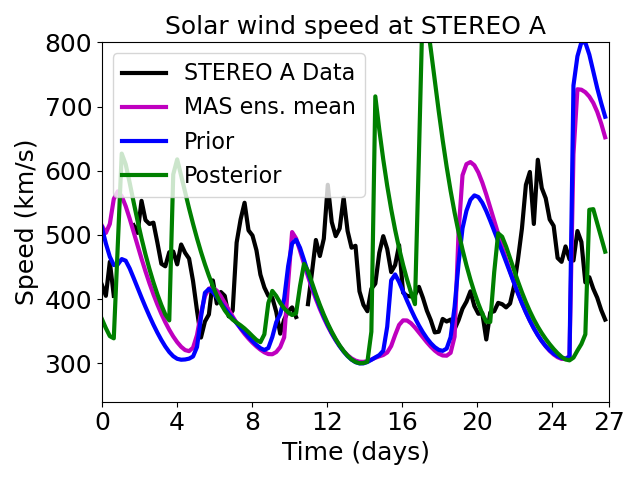 Solar wind speed at STEREO A
800
700
600
500
400
300
Speed (km/s)
STEREO A Data
MAS ens. mean
Prior
Posterior
0 4 8 12 16 20 24 27
Time (days)